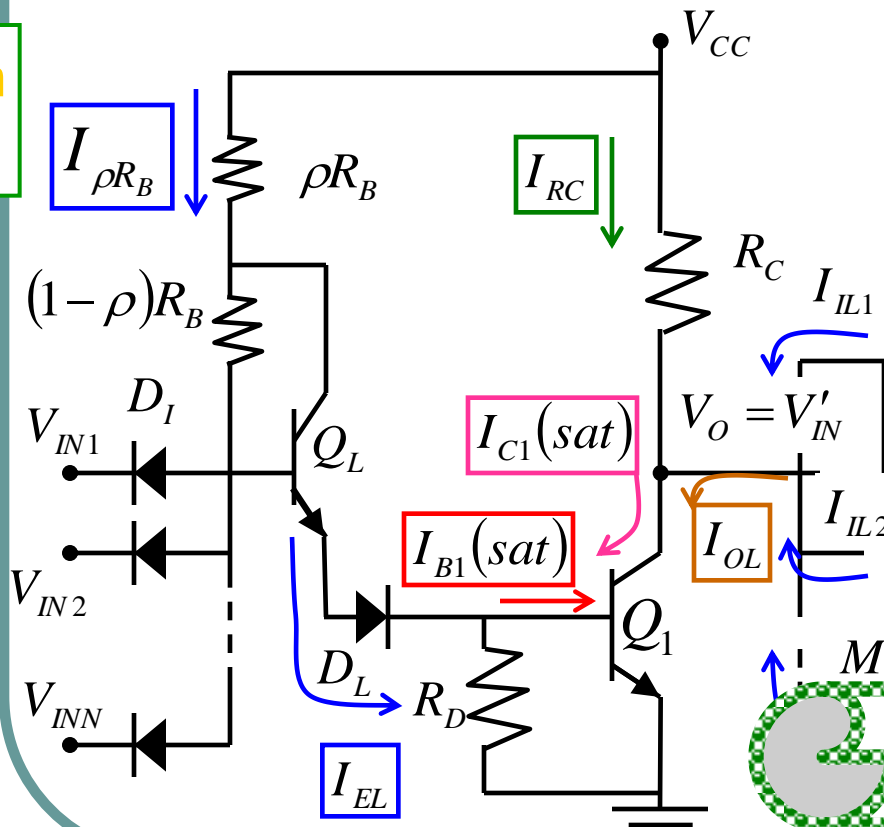 V_CC
I_ρR_B
ρR_B
I_RC
R_C
(1−ρ)R_B
I_IL1
D_I
V_IN1
Q_L
I_C1(sat)
V_O = V'_IN
I_B1(sat)
I_OL
I_IL2
V_IN2
Q_1
D_L
R_D
M
V_INN
I_EL